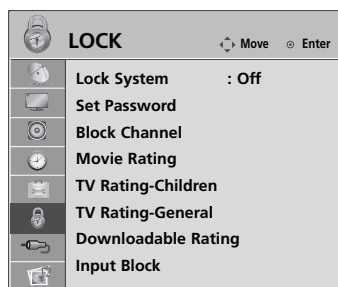 LOCK
Move Enter
Lock System : Off
Set Password
Block Channel
Movie Rating
TV Rating-Children
TV Rating-General
Downloadable Rating
Input Block